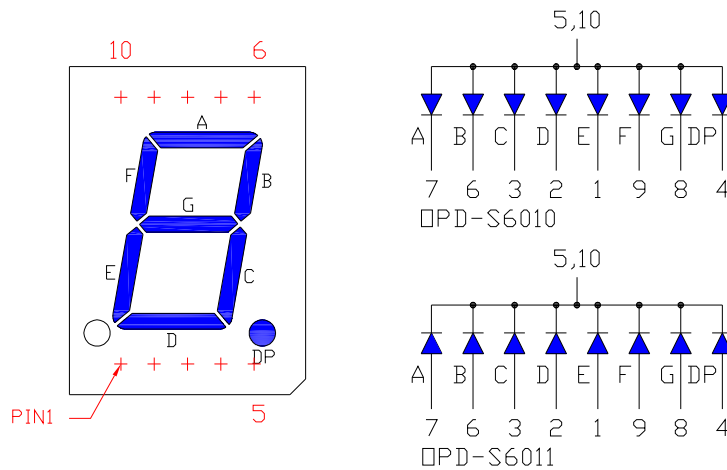 10 6
A
F B
G
E C
D
DP
PIN1
5
5,10
A B C D E F G DP
7 6 3 2 1 9 8 4
OPD-S6010
5,10
A B C D E F G DP
7 6 3 2 1 9 8 4
OPD-S6011